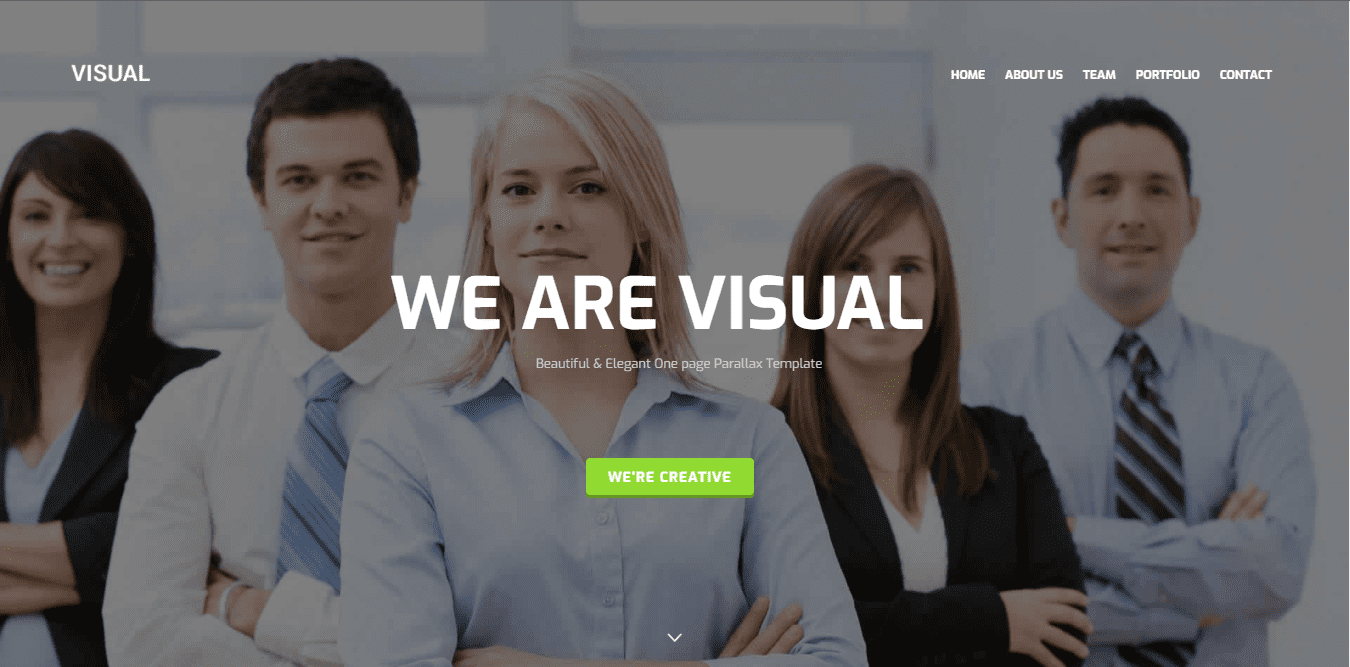 VISUAL
HOME ABOUT US TEAM PORTFOLIO CONTACT
WE ARE VISUAL
Beautiful & Elegant One page Parallax Template
WE'RE CREATIVE